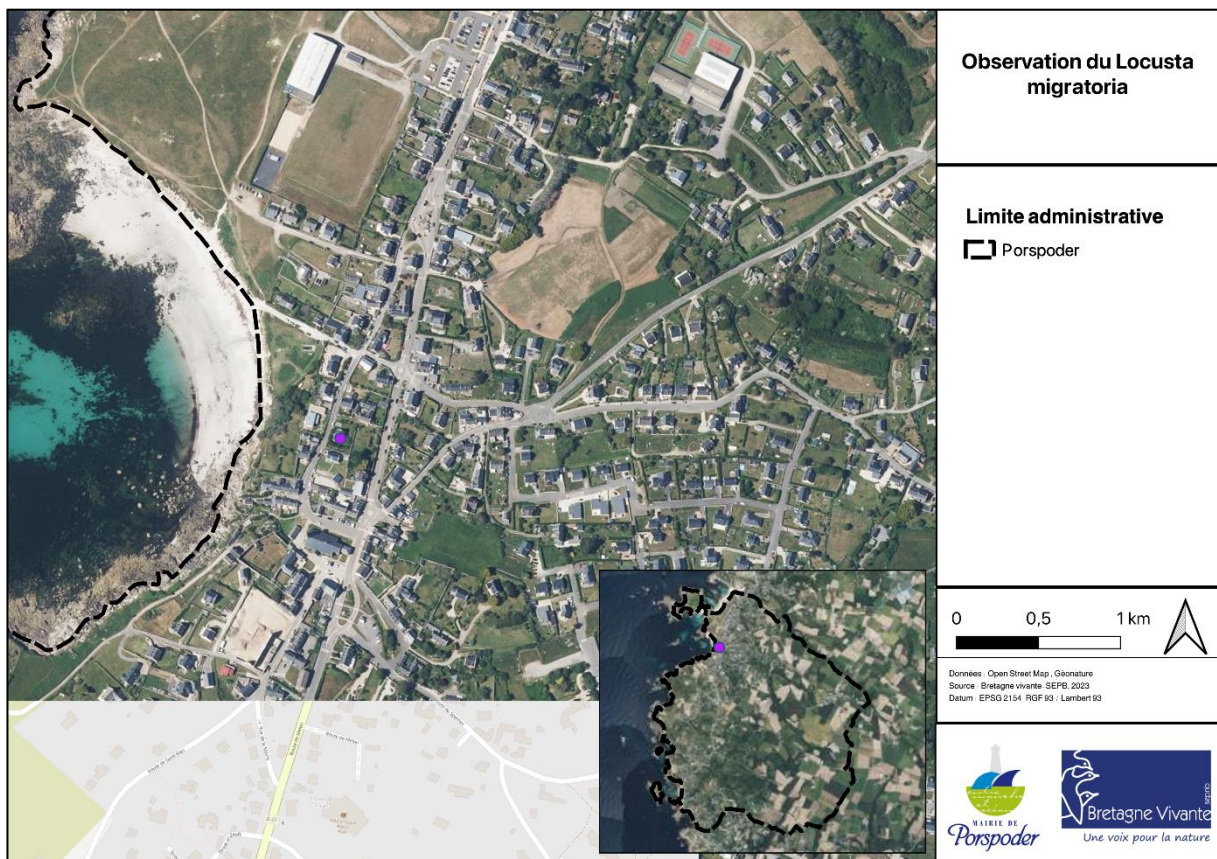 Observation du Locusta
migratoria
Limite administrative
Porspoder
0 0,5 1 km
Données : Open Street Map , Géonature
Source : Bretagne vivante-SEPB, 2023
Datum : EPSG 2154 RGF 93 / Lambert 93
MAIRIE DE
Porspoder
Bretagne Vivante
sepnb
Une voix pour la nature
D 27